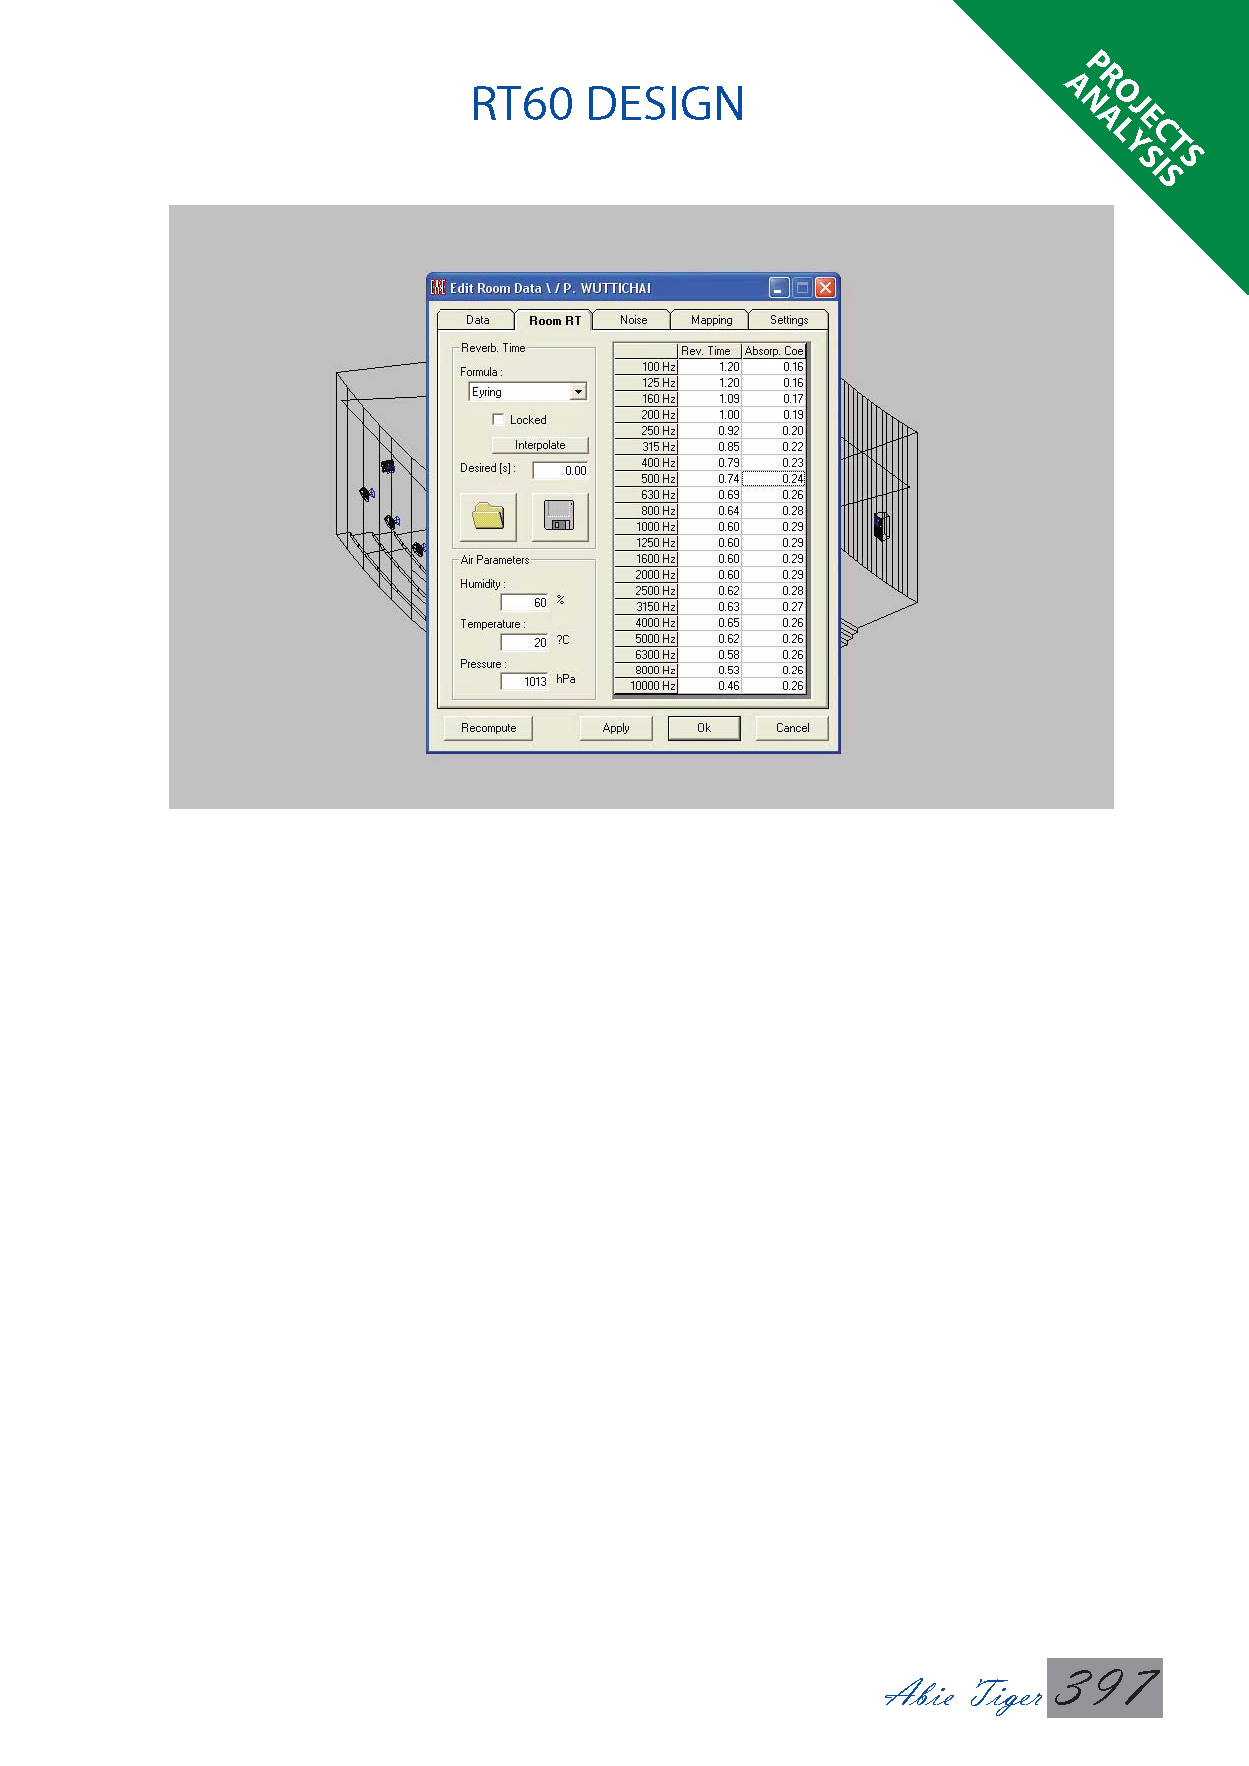 RT60 DESIGN
PROJECTS
ANALYSIS
Edit Room Data \ / P. WUTTICHAI
Data Room RT Noise Mapping Settings
Reverb. Time
Formula :
Eyring
Locked
Interpolate
Desired [s] : 0.00
Air Parameters
Humidity :
60 %
Temperature :
20 ?C
Pressure :
1013 hPa
Rev. Time Absorp. Coe
100 Hz 1.20 0.16
125 Hz 1.20 0.16
160 Hz 1.09 0.17
200 Hz 1.00 0.19
250 Hz 0.92 0.20
315 Hz 0.85 0.22
400 Hz 0.79 0.23
500 Hz 0.74 0.24
630 Hz 0.69 0.26
800 Hz 0.64 0.28
1000 Hz 0.60 0.29
1250 Hz 0.60 0.29
1600 Hz 0.60 0.29
2000 Hz 0.60 0.29
2500 Hz 0.62 0.28
3150 Hz 0.63 0.27
4000 Hz 0.65 0.26
5000 Hz 0.62 0.26
6300 Hz 0.58 0.26
8000 Hz 0.53 0.26
10000 Hz 0.46 0.26
Recompute Apply Ok Cancel
Abie Tiger 397